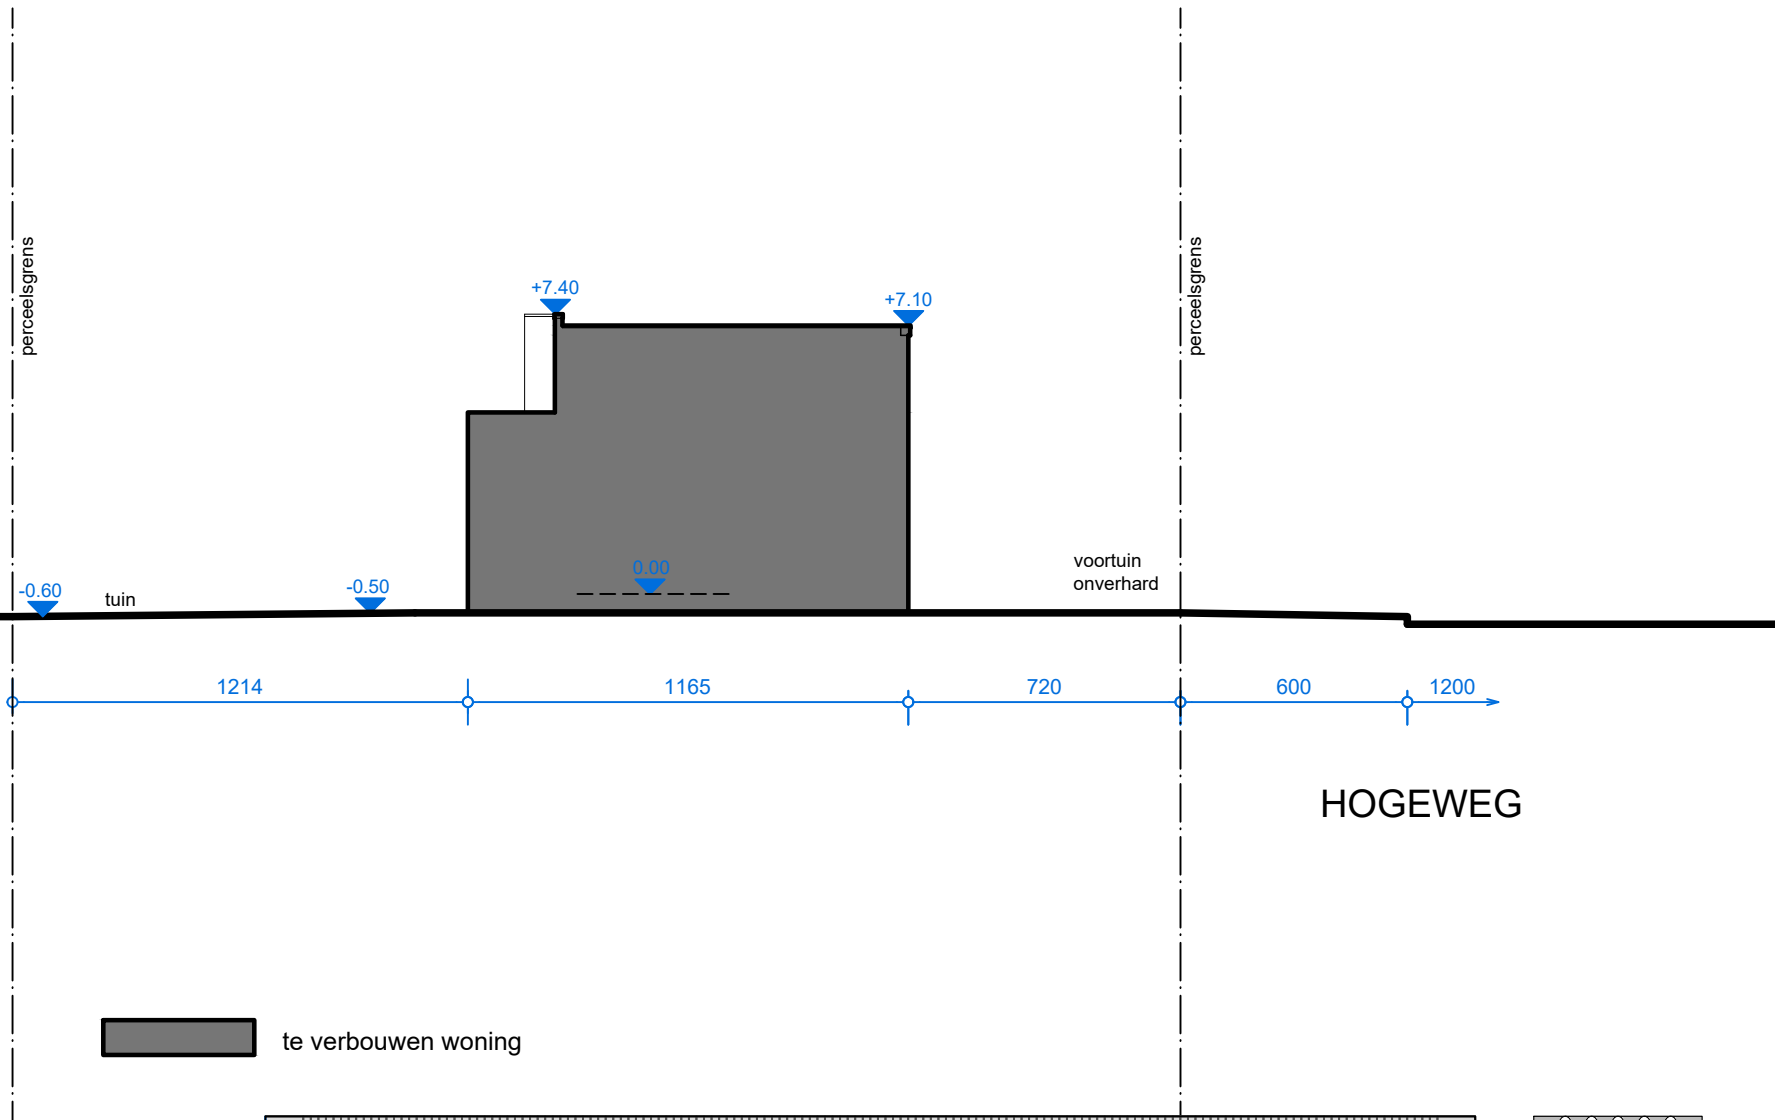 perceelsgrens
perceelsgrens
+7.40
+7.10
0.00
voortuin
onverhard
-0.60
tuin
-0.50
1214
1165
720
600
1200
HOGEWEG
te verbouwen woning